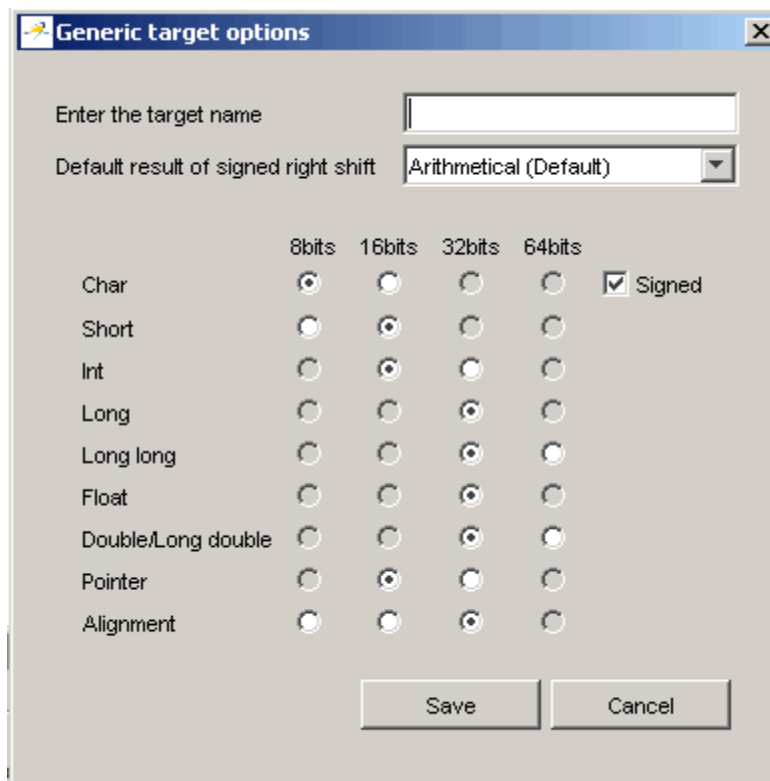 Generic target options
Enter the target name
Default result of signed right shift Arithmetical (Default)
8bits 16bits 32bits 64bits
Char Signed
Short
Int
Long
Long long
Float
Double/Long double
Pointer
Alignment
Save Cancel